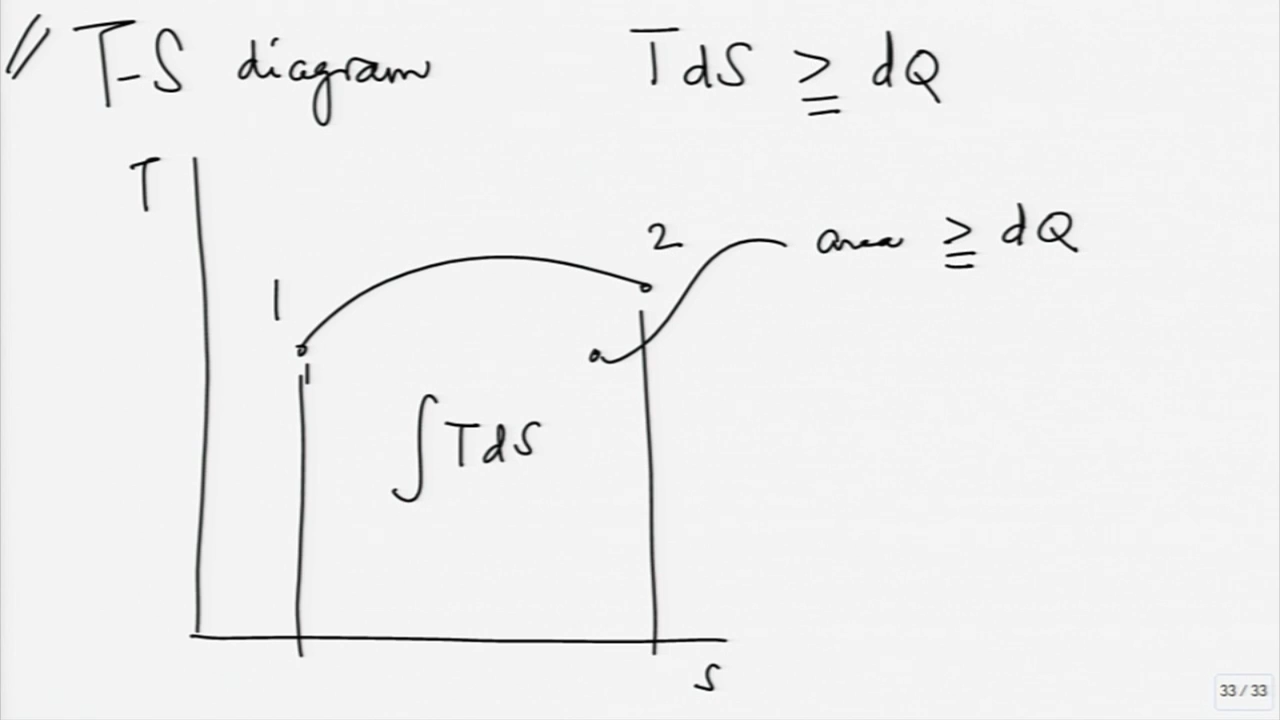 // T-S diagram TdS ≥ dQ
T
2
area ≥ dQ
1
∫TdS
S
33 / 33